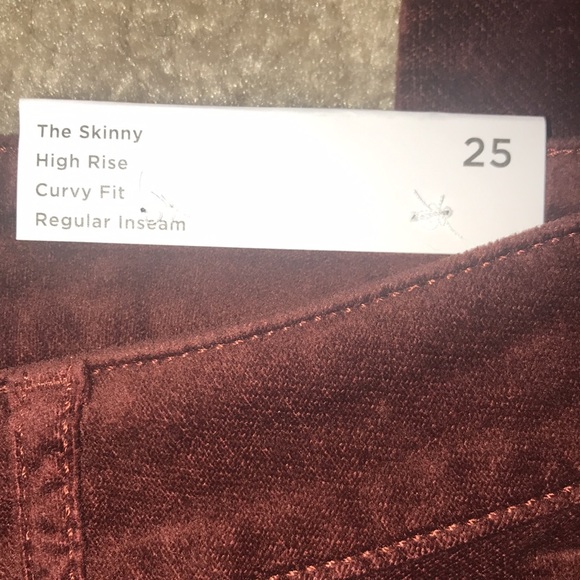 The Skinny
25
High Rise
Curvy Fit
Regular Inseam